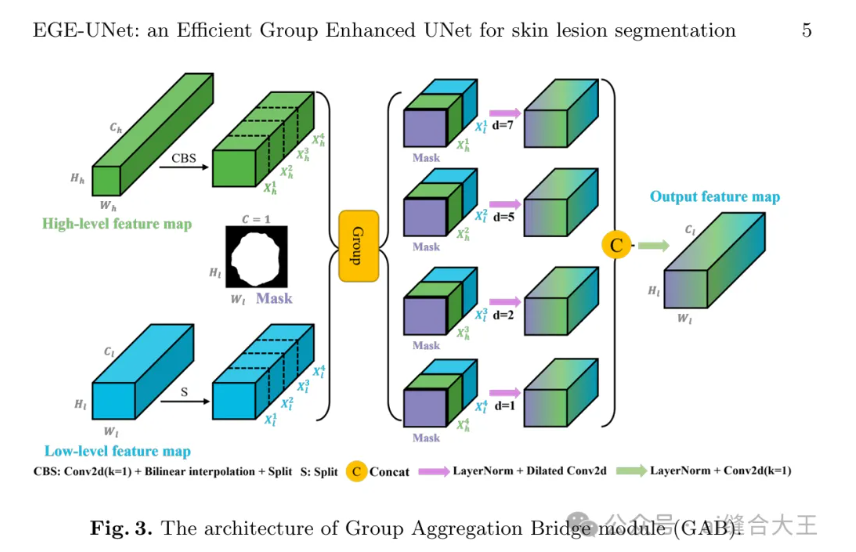 EGE-UNet: an Efficient Group Enhanced UNet for skin lesion segmentation 5
C_h
H_h
W_h
High-level feature map
CBS
X_h^1
X_h^2
X_h^3
X_h^4
C = 1
H_l
W_l Mask
C_l
H_l
W_l
Low-level feature map
S
X_l^1
X_l^2
X_l^3
X_l^4
Group
Mask
X_h^1
X_l^1 d=7
Mask
X_h^2
X_l^2 d=5
Mask
X_h^3
X_l^3 d=2
Mask
X_h^4
X_l^4 d=1
C
Output feature map
C_l
H_l
W_l
CBS: Conv2d(k=1) + Bilinear interpolation + Split S: Split C Concat LayerNorm + Dilated Conv2d LayerNorm + Conv2d(k=1)
Fig. 3. The architecture of Group Aggregation Bridge module (GAB).
公众号 · ai缝合大王